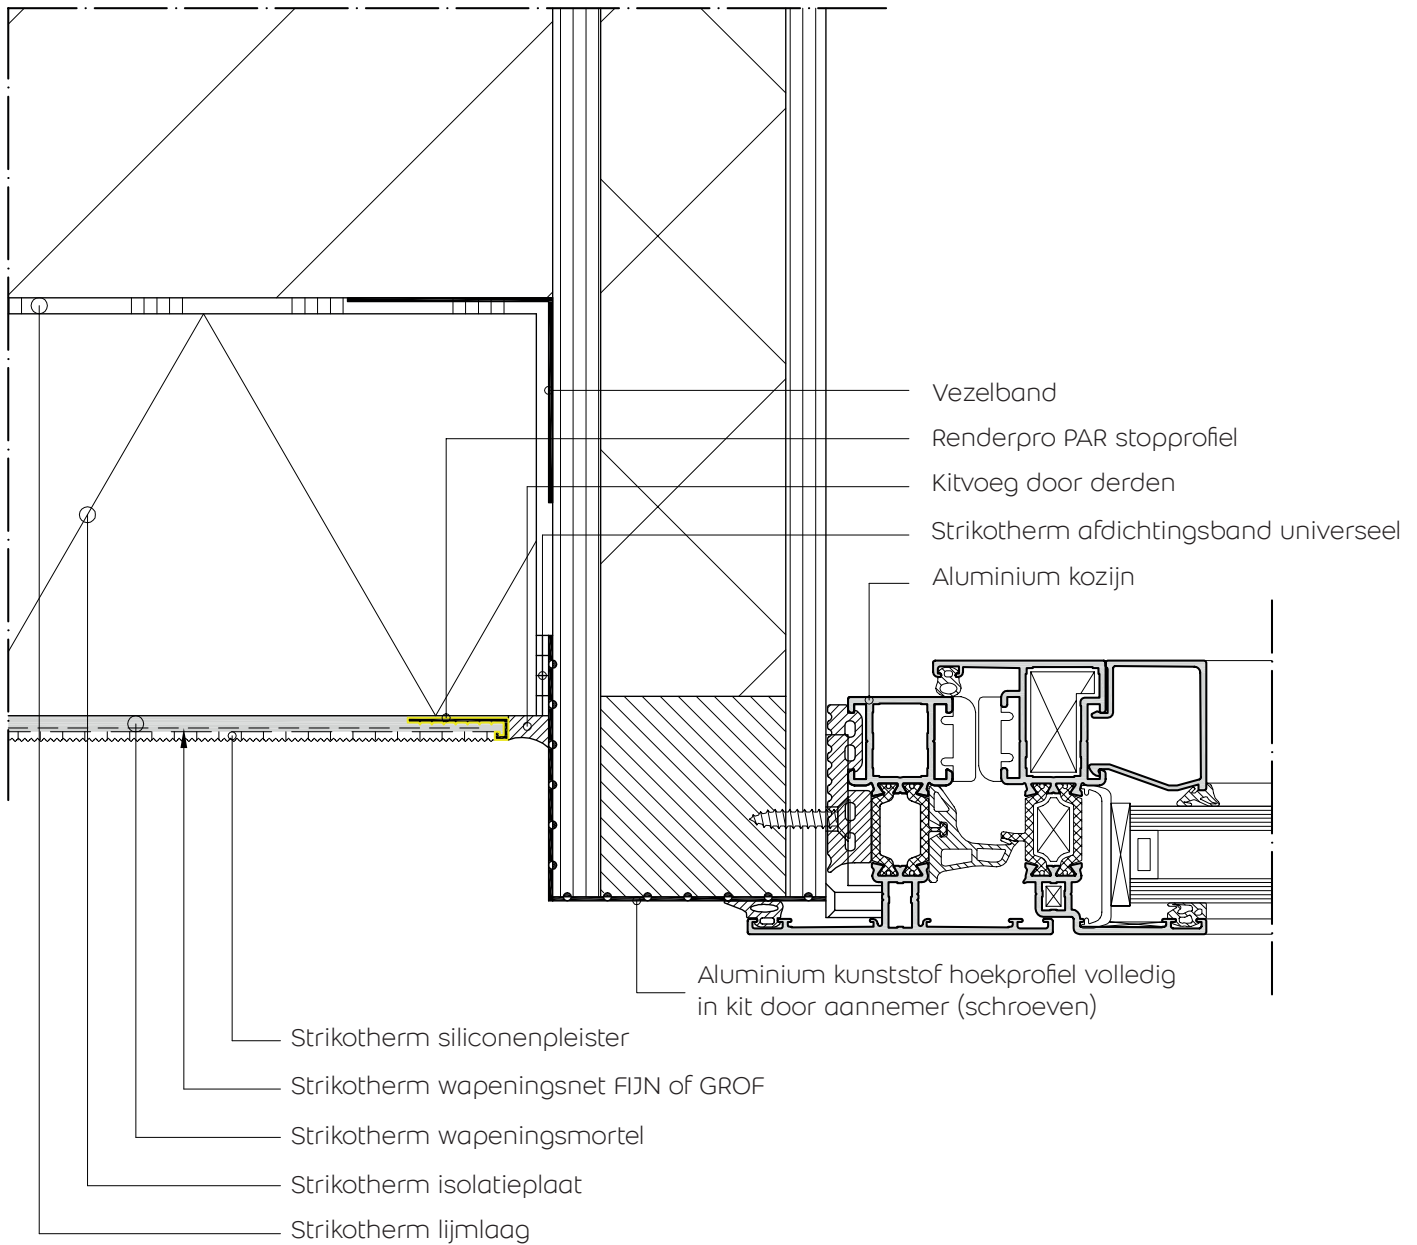 Vezelband
Renderpro PAR stopprofiel
Kitvoeg door derden
Strikotherm afdichtingsband universeel
Aluminium kozijn
Aluminium kunststof hoekprofiel volledig
in kit door aannemer (schroeven)
Strikotherm siliconenpleister
Strikotherm wapeningsnet FIJN of GROF
Strikotherm wapeningsmortel
Strikotherm isolatieplaat
Strikotherm lijmlaag